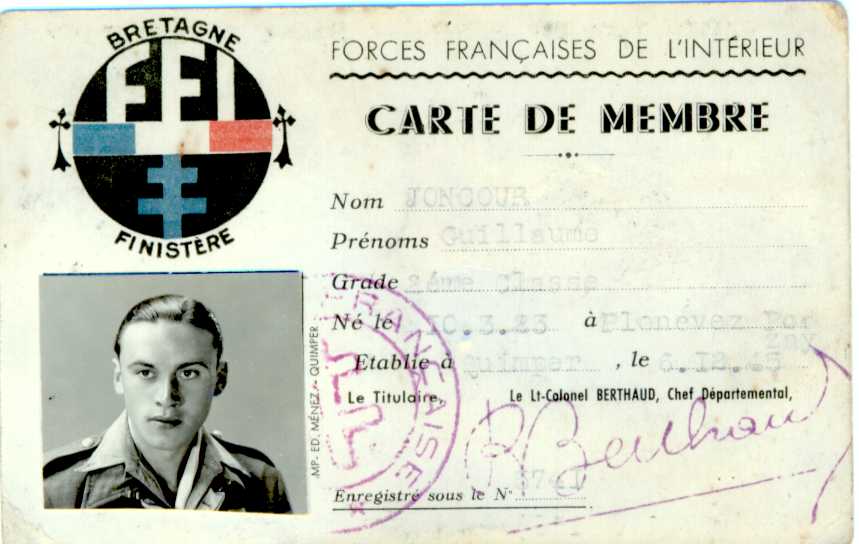 BRETAGNE
FFI
FINISTÈRE
FORCES FRANÇAISES DE L'INTÉRIEUR
CARTE DE MEMBRE
Nom JONCOUR
Prénoms Guillaume
Grade 2ème Classe
Né le 10.3.23 à Plonévez Por
zay
Etablie à Quimper, le 6.12.45
Le Titulaire, Le Lt-Colonel BERTHAUD, Chef Départemental,
Berthaud
Enregistré sous le N°
IMP- ED. MÉNEZ - QUIMPER
FRANÇAISE